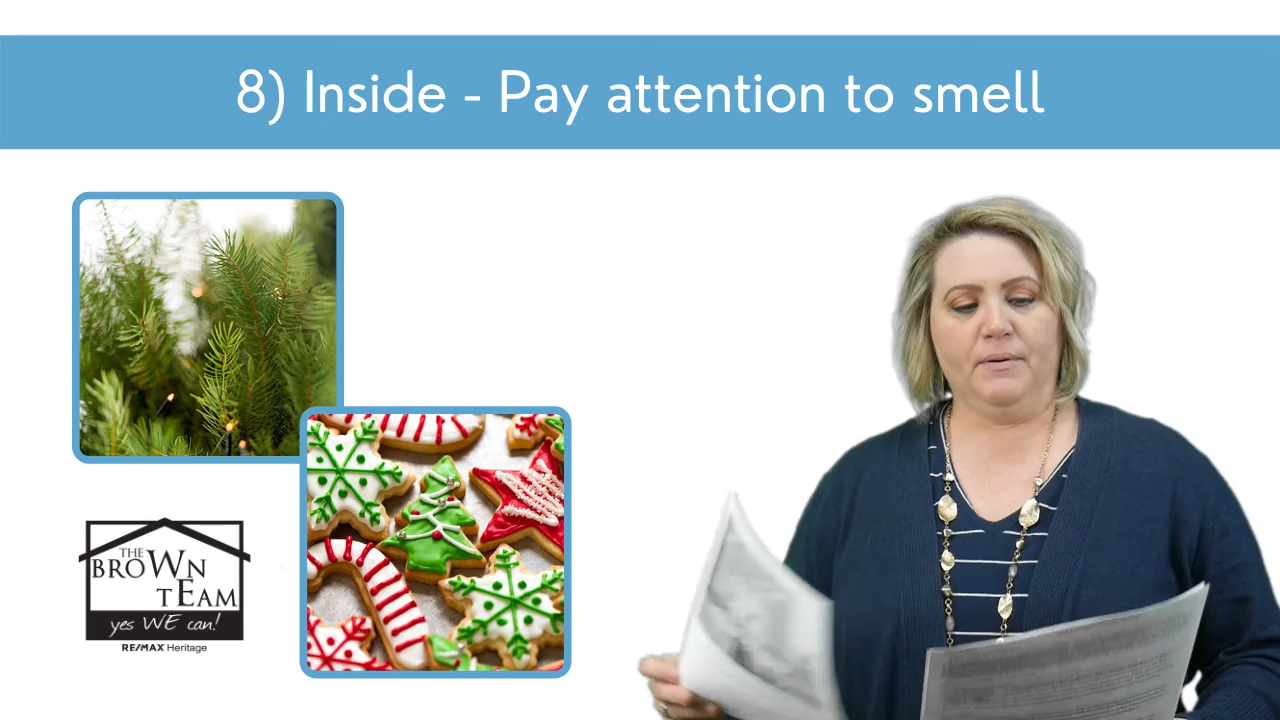 8) Inside - Pay attention to smell
THE
BROWN
TEAM
yes WE can!
RE/MAX Heritage